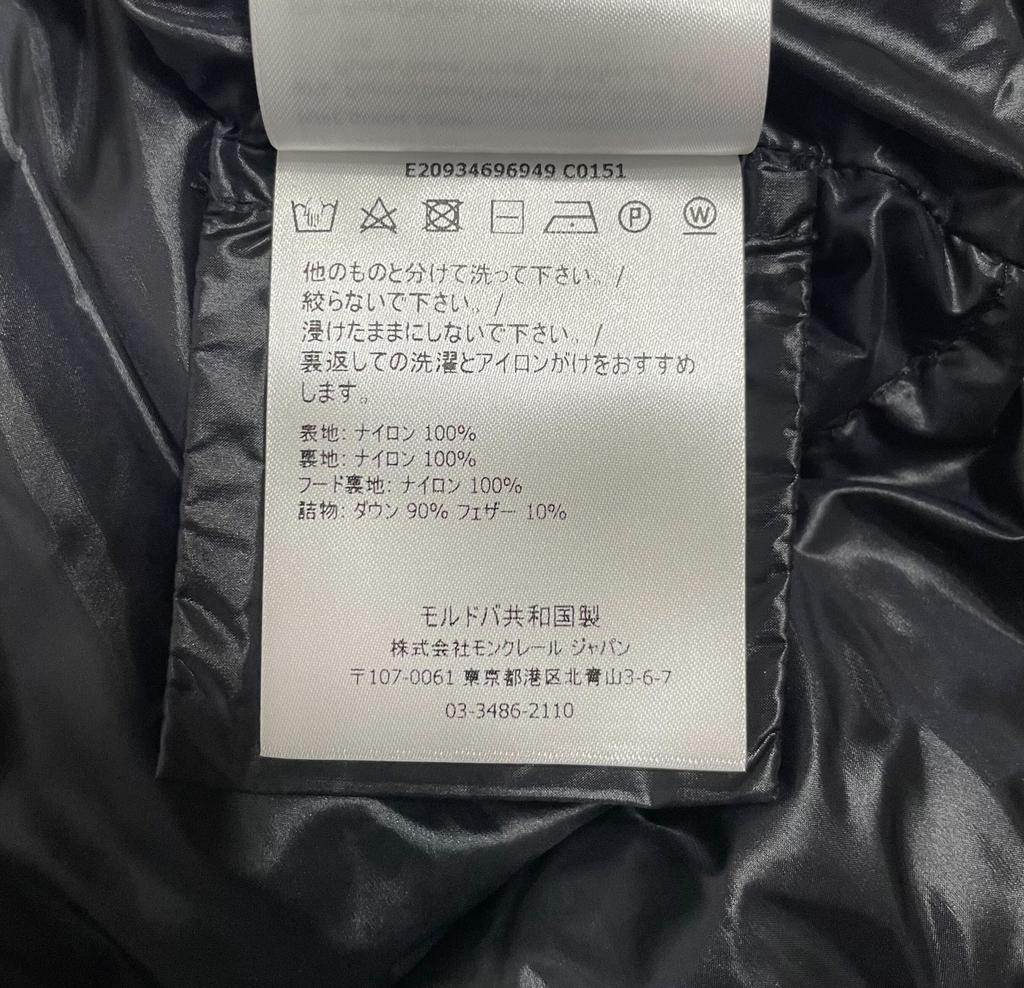 E20934696949 C0151
P W
他のものと分けて洗って下さい。/
絞らないで下さい。/
浸けたままにしないで下さい。/
裏返しての洗濯とアイロンがけをおすすめ
します。
表地: ナイロン 100%
裏地: ナイロン 100%
フード裏地: ナイロン 100%
詰物: ダウン 90% フェザー 10%
モルドバ共和国製
株式会社モンクレール ジャパン
〒107-0061 東京都港区北青山3-6-7
03-3486-2110